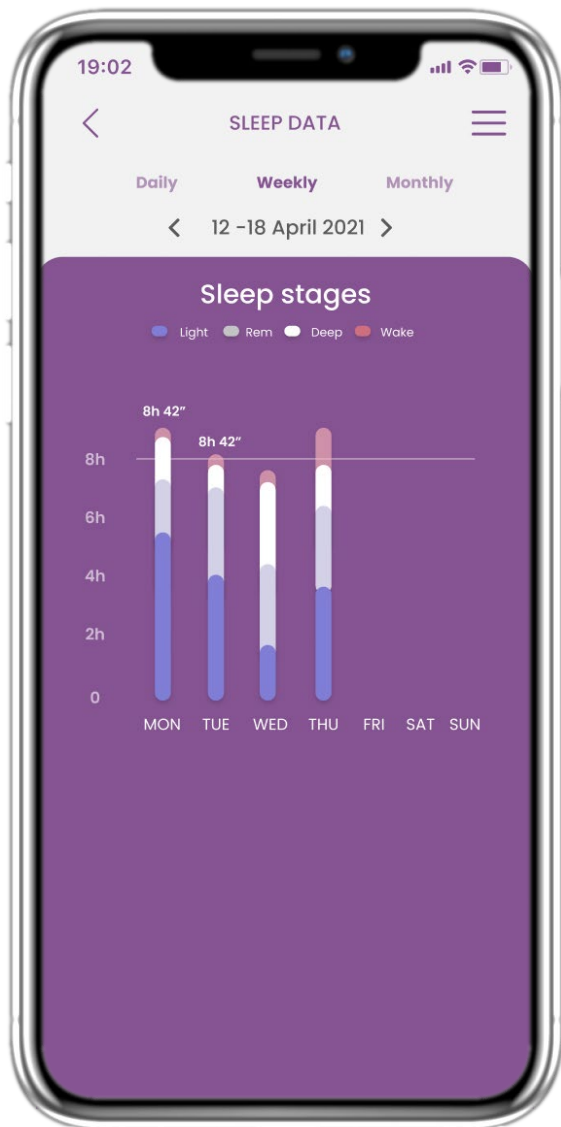 19:02
SLEEP DATA
Daily Weekly Monthly
12 -18 April 2021
Sleep stages
Light Rem Deep Wake
8h 42”
8h 42”
8h
6h
4h
2h
0
MON TUE WED THU FRI SAT SUN